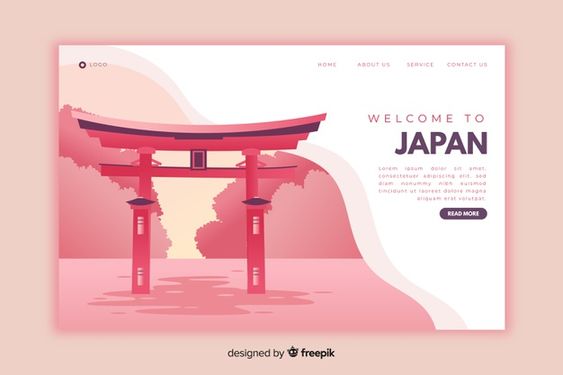 LOGO
HOME ABOUT US SERVICE CONTACT US
WELCOME TO
JAPAN
Lorem ipsum dolor sit amet,
consectetuer adipiscing elit, sed
diam nonummy nibh euismod
tincidunt ut laoreet dolore magna
aliquam erat volutpat.
READ MORE
designed by freepik